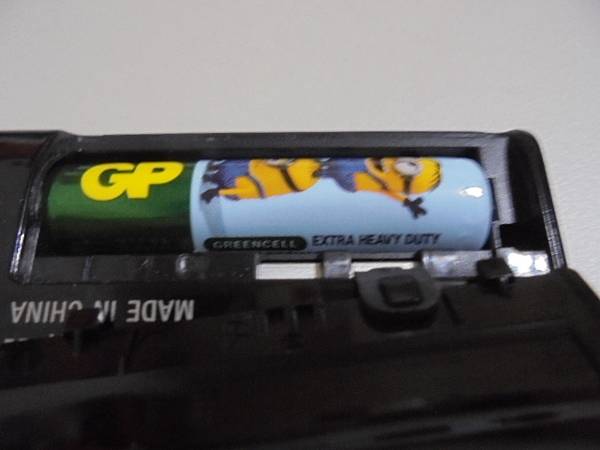 GP
GREENCELL EXTRA HEAVY DUTY
MADE IN CHINA